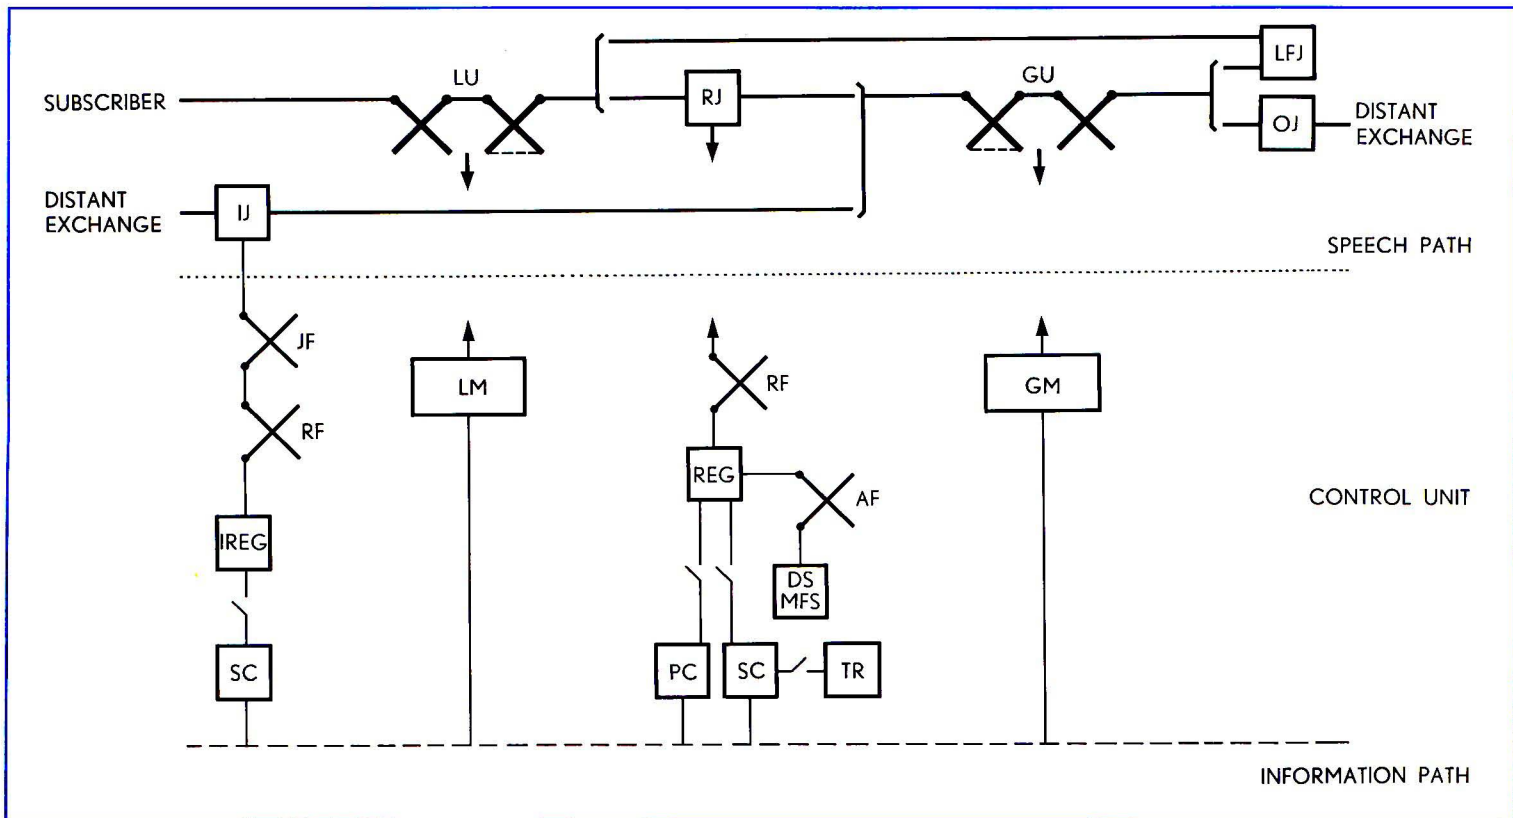 LFJ
LU
GU
SUBSCRIBER
RJ
OJ
DISTANT
EXCHANGE
DISTANT
EXCHANGE
IJ
SPEECH PATH
JF
LM
RF
GM
RF
REG
AF
CONTROL UNIT
IREG
DS
MFS
SC
PC
SC
TR
INFORMATION PATH